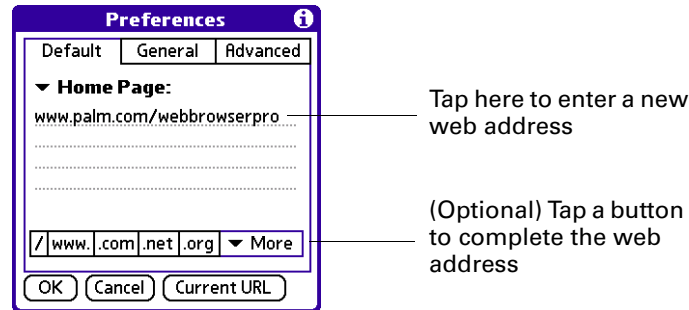 Preferences i
Default General Advanced
▼ Home Page:
www.palm.com/webbrowserpro
/ www. .com .net .org ▼ More
OK Cancel Current URL
Tap here to enter a new
web address
(Optional) Tap a button
to complete the web
address